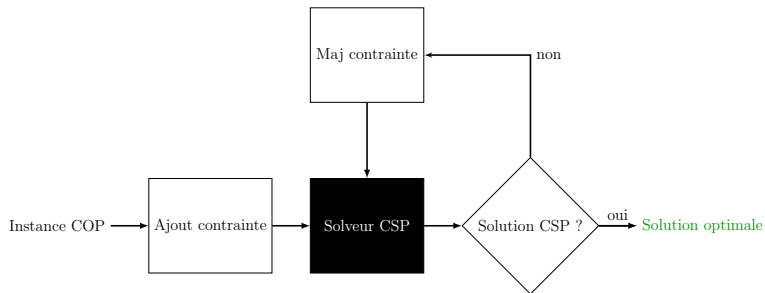 Maj contrainte
non
Instance COP
Ajout contrainte
Solveur CSP
Solution CSP ?
oui
Solution optimale